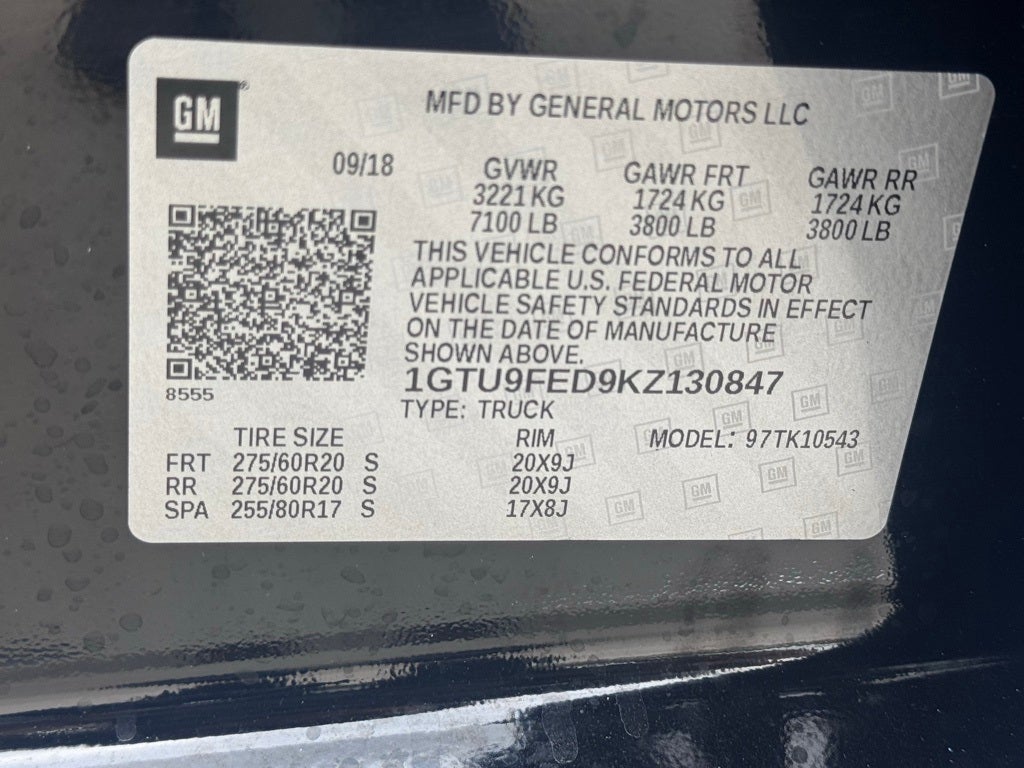 GM
MFD BY GENERAL MOTORS LLC
09/18
GVWR GAWR FRT GAWR RR
3221 KG 1724 KG 1724 KG
7100 LB 3800 LB 3800 LB
THIS VEHICLE CONFORMS TO ALL
APPLICABLE U.S. FEDERAL MOTOR
VEHICLE SAFETY STANDARDS IN EFFECT
ON THE DATE OF MANUFACTURE
SHOWN ABOVE.
8555
1GTU9FED9KZ130847
TYPE: TRUCK
TIRE SIZE RIM MODEL: 97TK10543
FRT 275/60R20 S 20X9J
RR 275/60R20 S 20X9J
SPA 255/80R17 S 17X8J